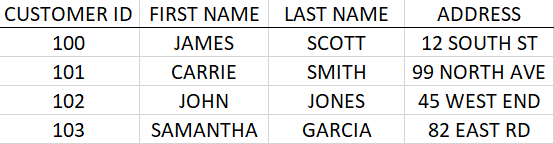 CUSTOMER ID FIRST NAME LAST NAME ADDRESS
100 JAMES SCOTT 12 SOUTH ST
101 CARRIE SMITH 99 NORTH AVE
102 JOHN JONES 45 WEST END
103 SAMANTHA GARCIA 82 EAST RD